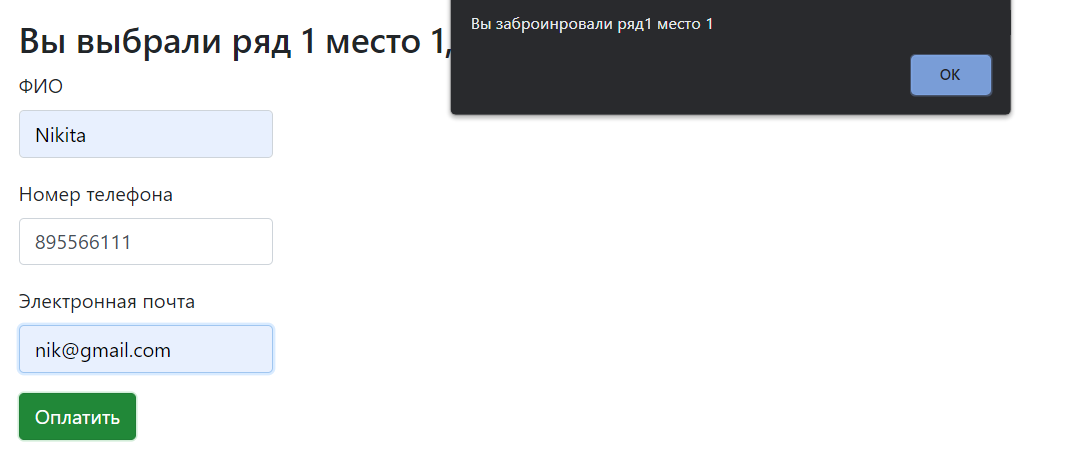 Вы выбрали ряд 1 место 1,
Вы заброинровали ряд1 место 1
ОК
ФИО
Nikita
Номер телефона
895566111
Электронная почта
nik@gmail.com
Оплатить